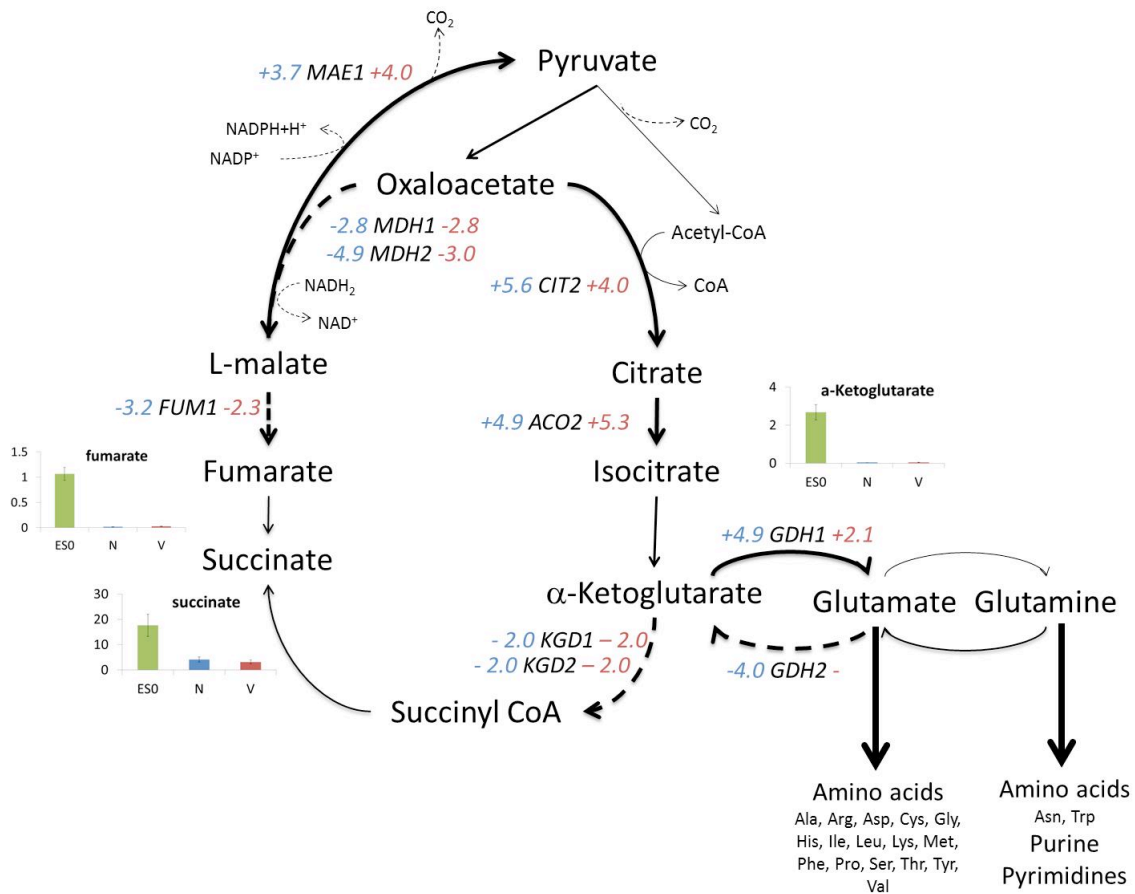 CO2
Pyruvate
+3.7 MAE1 +4.0
NADPH+H+
NADP+
CO2
Oxaloacetate
-2.8 MDH1 -2.8
-4.9 MDH2 -3.0
Acetyl-CoA
+5.6 CIT2 +4.0
CoA
NADH2
NAD+
L-malate
Citrate
-3.2 FUM1 -2.3
+4.9 ACO2 +5.3
a-Ketoglutarate
4
2
0
ES0 N V
fumarate
1.5
1
0.5
0
ES0 N V
Fumarate
Isocitrate
+4.9 GDH1 +2.1
Succinate
α-Ketoglutarate
Glutamate
Glutamine
succinate
30
20
10
0
ES0 N V
- 2.0 KGD1 – 2.0
- 2.0 KGD2 – 2.0
-4.0 GDH2 -
Succinyl CoA
Amino acids
Ala, Arg, Asp, Cys, Gly,
His, Ile, Leu, Lys, Met,
Phe, Pro, Ser, Thr, Tyr,
Val
Amino acids
Asn, Trp
Purine
Pyrimidines